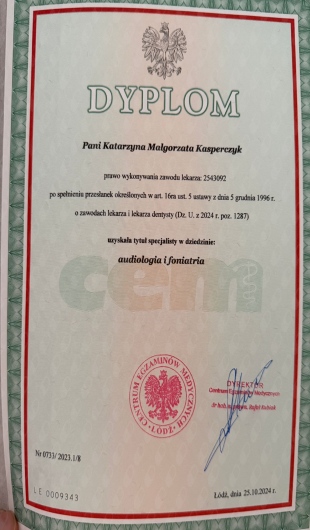 DYPLOM
Pani Katarzyna Małgorzata Kasperczyk
prawo wykonywania zawodu lekarza: 2543092
po spełnieniu przesłanek określonych w art. 16ra ust. 5 ustawy z dnia 5 grudnia 1996 r.
o zawodach lekarza i lekarza dentysty (Dz. U. z 2024 r. poz. 1287)
uzyskała tytuł specjalisty w dziedzinie:
audiologia i foniatria
cem
CENTRUM EGZAMINÓW MEDYCZNYCH
ŁÓDŹ
DYREKTOR
Centrum Egzaminów Medycznych
Nr 0733/ 2023.1/8
LE 0009343
Łódź, dnia 25.10.2024 r.